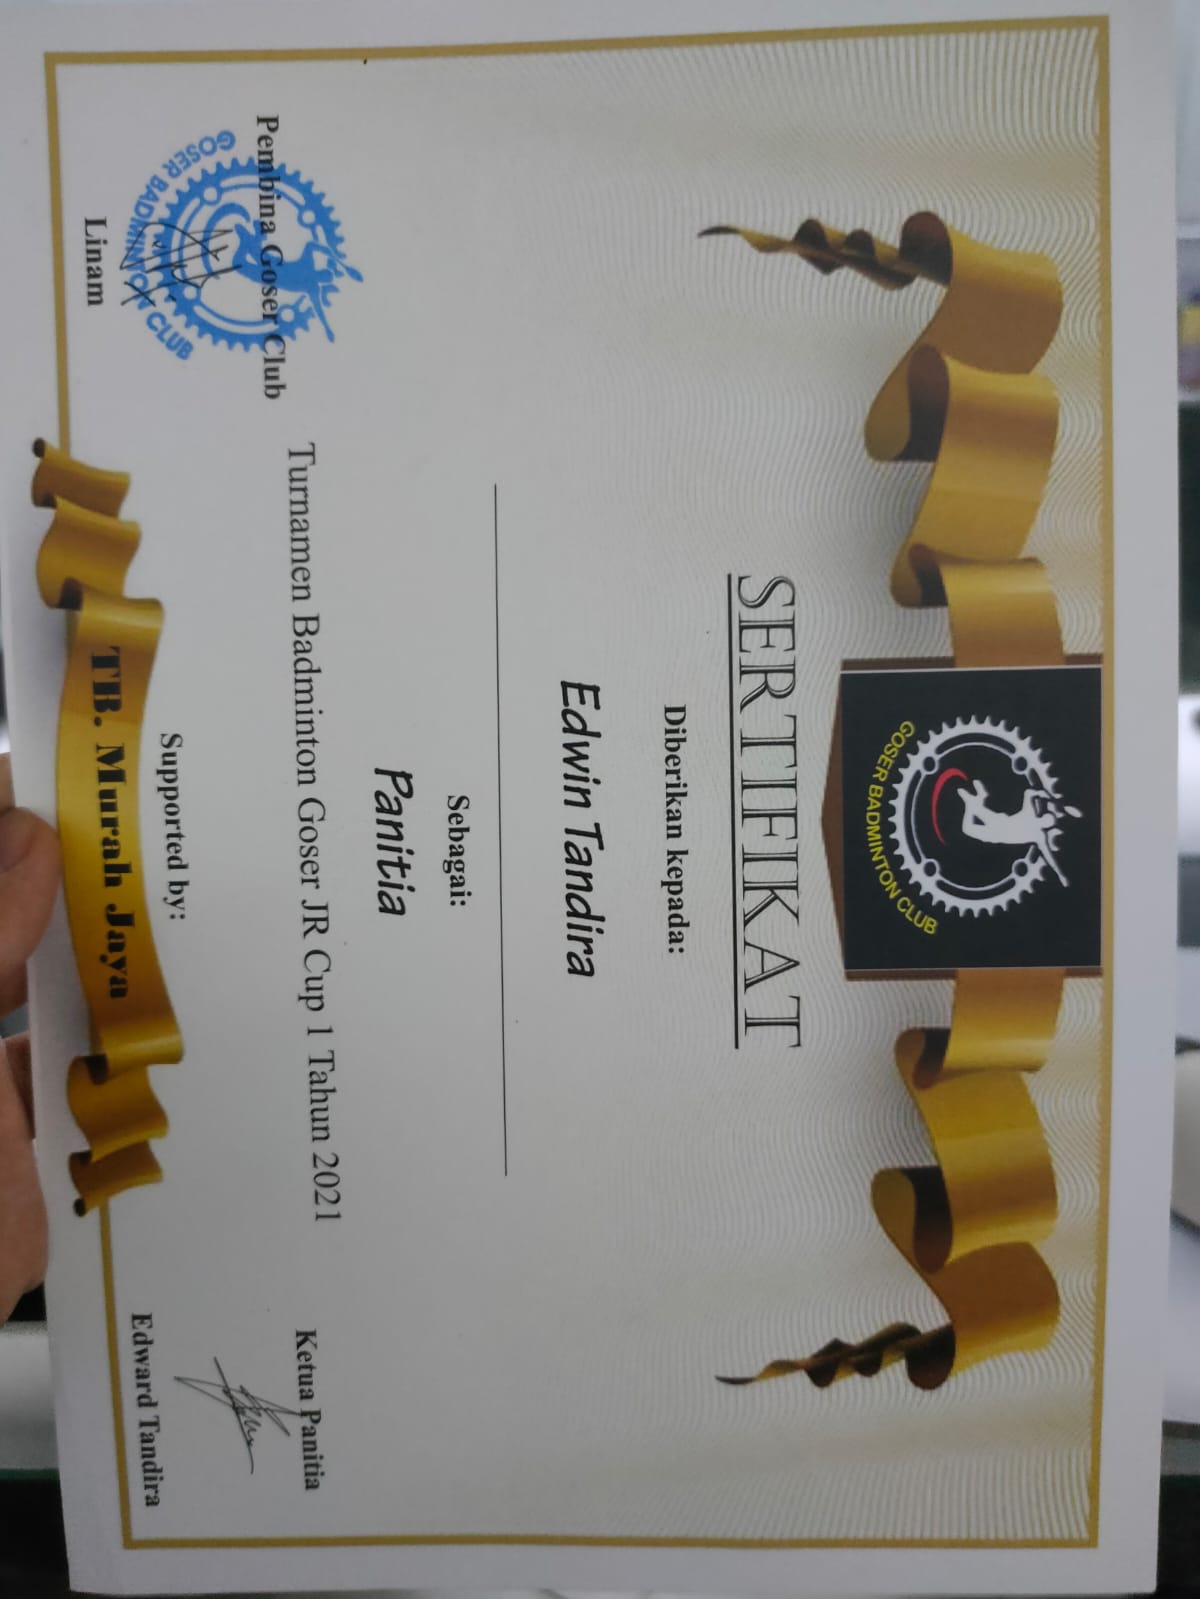 GOSER BADMINTON CLUB
SERTIFIKAT
Diberikan kepada:
Edwin Tandira
Sebagai:
Panitia
Turnamen Badminton Goser JR Cup 1 Tahun 2021
Pembina Goser Club
GOSER BADMINTON CLUB
Linam
Ketua Panitia
Edward Tandira
Supported by:
TB. Murah Jaya